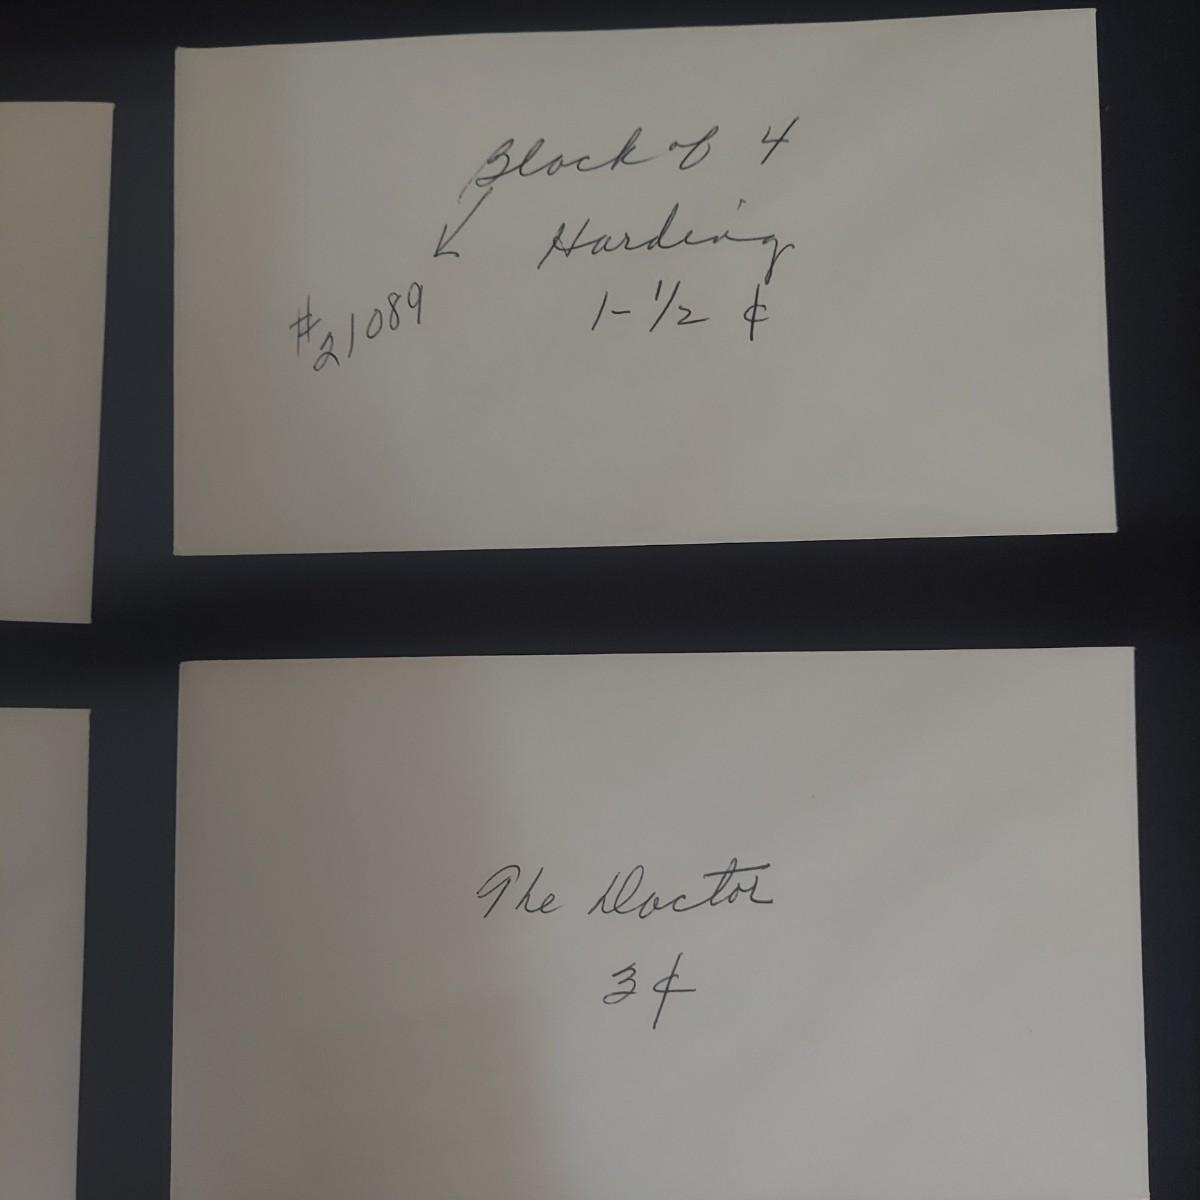 Block of 4
Harding
1-1/2 ¢
#21089
The Doctor
3¢